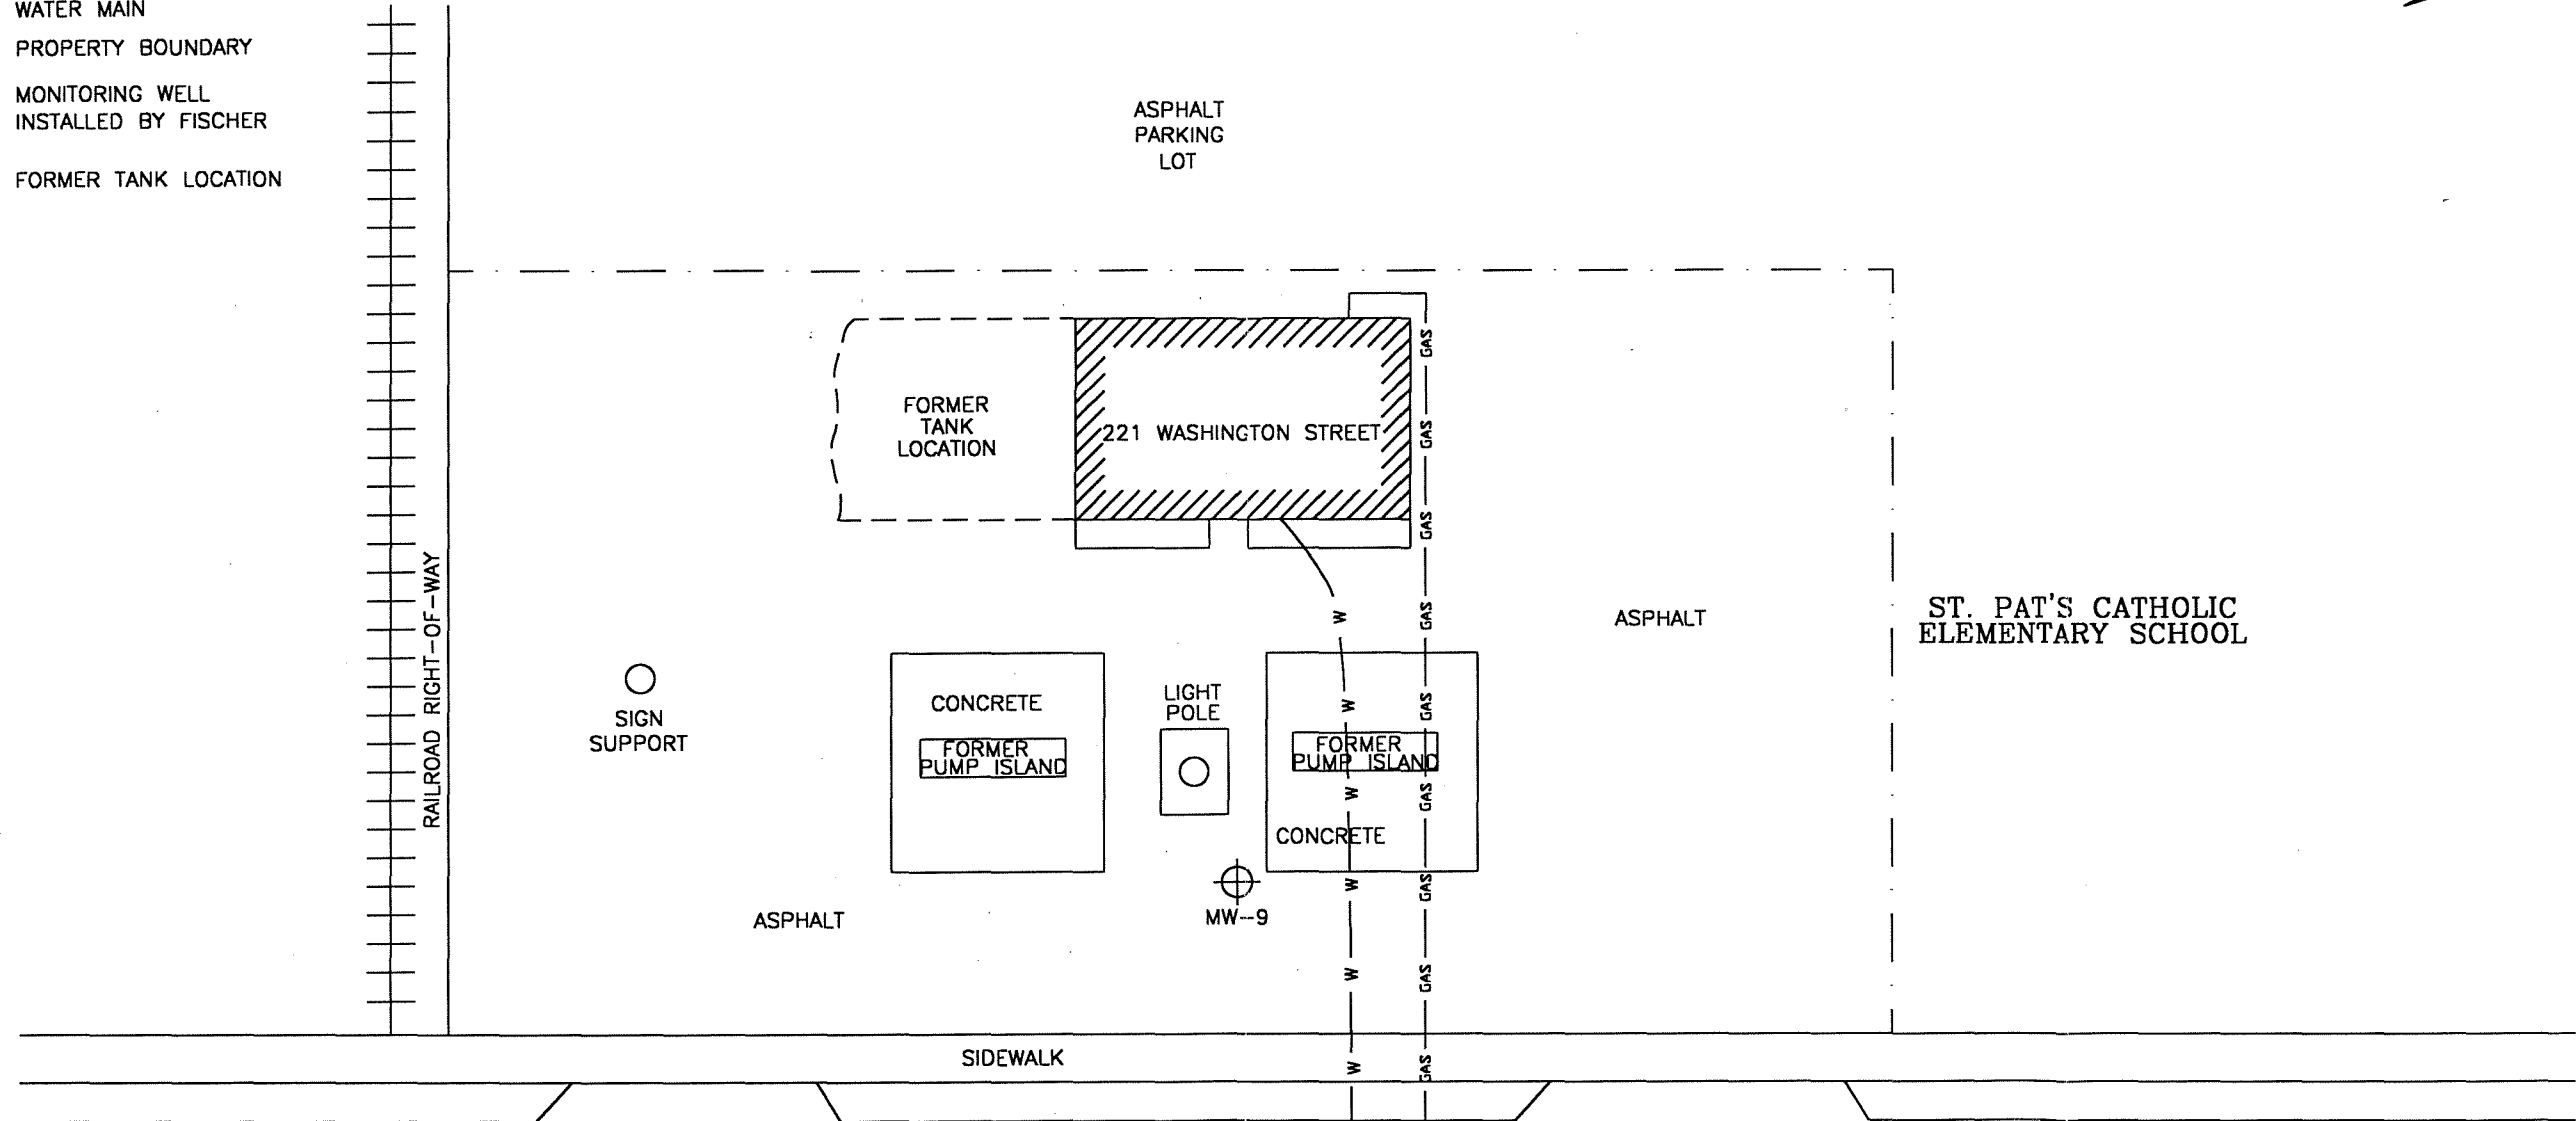 WATER MAIN
PROPERTY BOUNDARY
MONITORING WELL
INSTALLED BY FISCHER
FORMER TANK LOCATION
ASPHALT
PARKING
LOT
FORMER
TANK
LOCATION
221 WASHINGTON STREET
GAS
GAS
GAS
GAS
GAS
GAS
GAS
GAS
GAS
W
W
W
W
W
W
RAILROAD RIGHT-OF-WAY
SIGN
SUPPORT
CONCRETE
FORMER
PUMP ISLAND
LIGHT
POLE
FORMER
PUMP ISLAND
CONCRETE
ASPHALT
ST. PAT'S CATHOLIC
ELEMENTARY SCHOOL
MW-9
ASPHALT
SIDEWALK